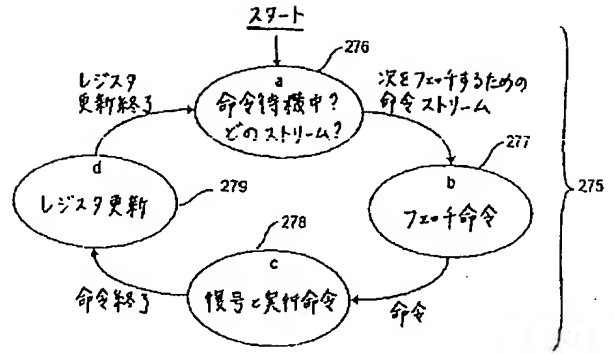 スタート
276
a
命令待機中?
どのストリーム?
レジスタ
更新終了
次をフェッチするための
命令ストリーム
277
b
フェッチ命令
275
d
レジスタ更新
279
278
c
復号と実行命令
命令終了
命令